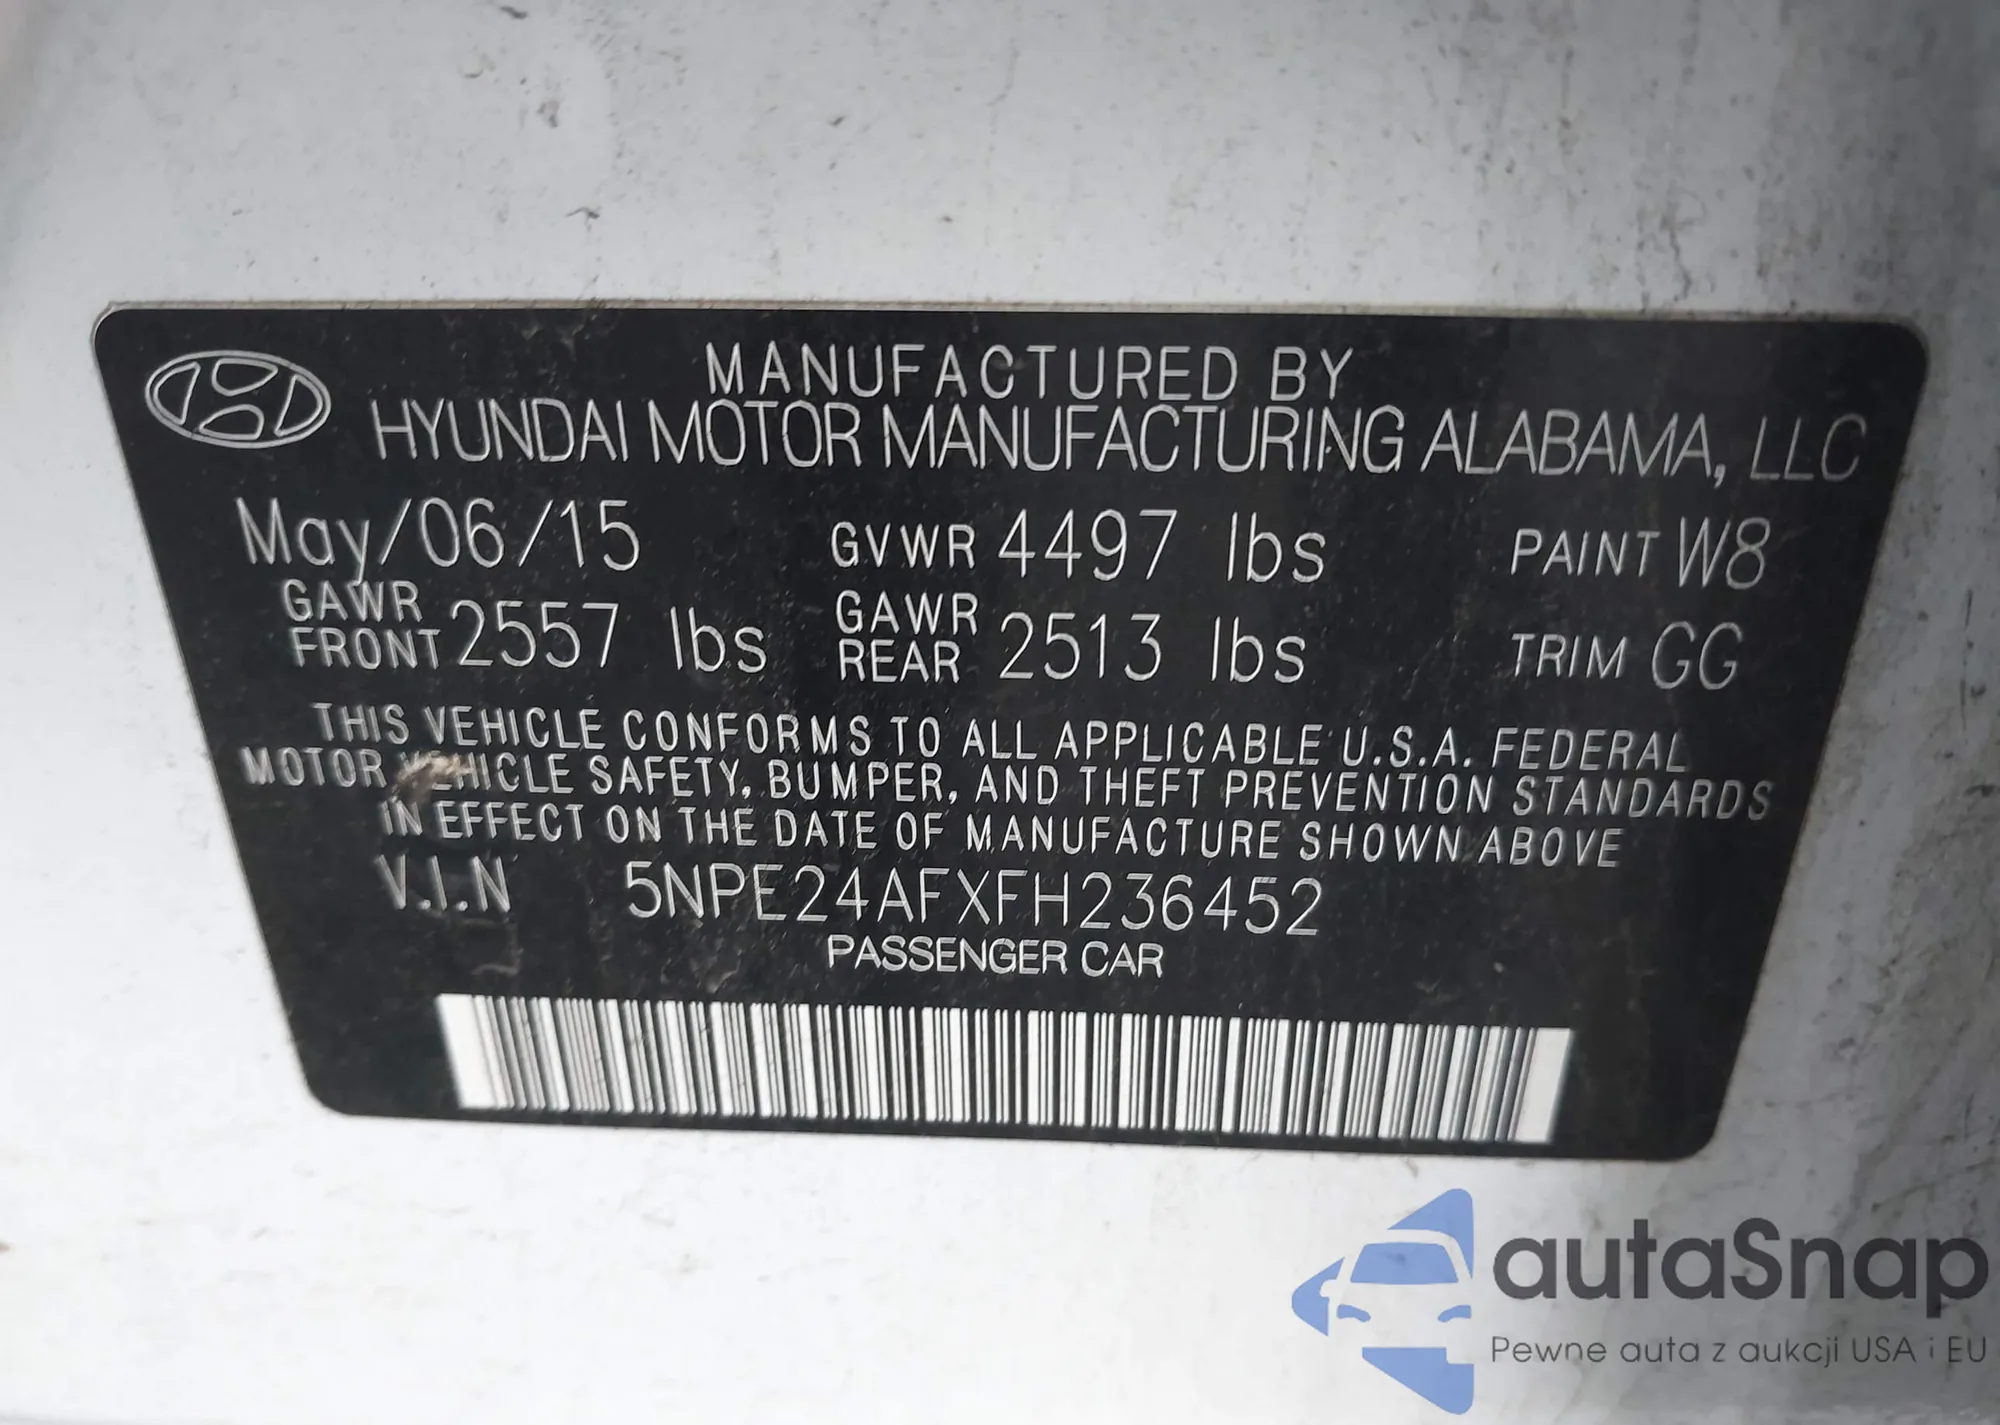 MANUFACTURED BY
HYUNDAI MOTOR MANUFACTURING ALABAMA, LLC
May/06/15 GVWR 4497 lbs PAINT W8
GAWR FRONT 2557 lbs GAWR REAR 2513 lbs TRIM GG
THIS VEHICLE CONFORMS TO ALL APPLICABLE U.S.A. FEDERAL
MOTOR VEHICLE SAFETY, BUMPER, AND THEFT PREVENTION STANDARDS
IN EFFECT ON THE DATE OF MANUFACTURE SHOWN ABOVE
V.I.N 5NPE24AFXFH236452
PASSENGER CAR
autaSnap
Pewne auta z aukcji USA i EU